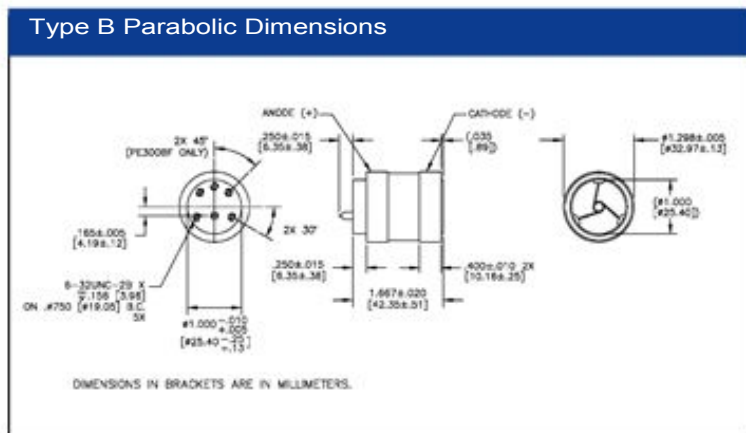 Type B Parabolic Dimensions
ANODE (+)
CATHODE (-)
2X 45°
[PE300BF ONLY]
.250±.015
[6.35±.38]
(.035
[.89])
ø1.298±.005
[ø32.97±.13]
.165±.005
[4.19±.12]
2X 30°
(ø1.000
[ø25.40])
6-32UNC-2B X
.156 [3.96]
ON .ø750 [ø19.05] B.C.
5X
.250±.015
[6.35±.38]
.400±.010 2X
[10.16±.25]
1.667±.020
[42.35±.51]
ø1.000
DIMENSIONS IN BRACKETS ARE IN MILLIMETERS.